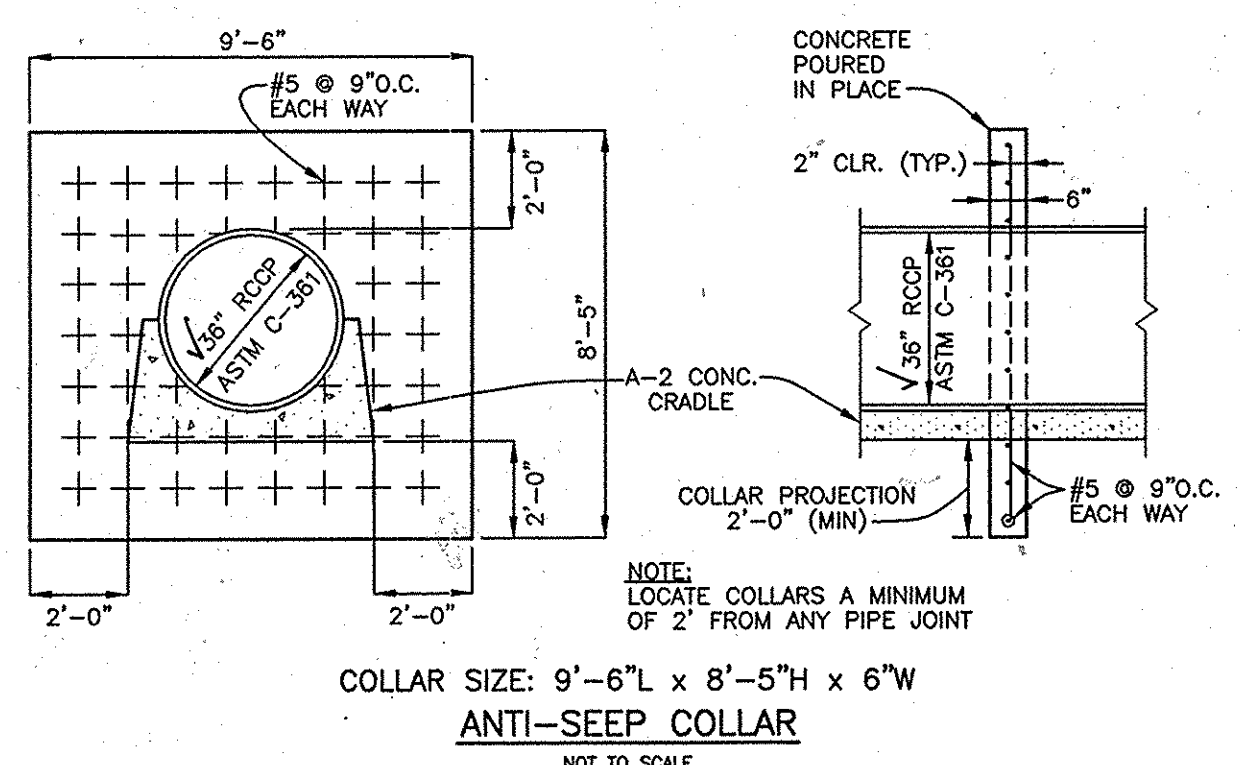 9'-6"
#5 @ 9"O.C.
EACH WAY
2'-0"
√36" RCCP
ASTM C-361
8'-5"
2'-0"
2'-0"
2'-0"
A-2 CONC.
CRADLE
CONCRETE
POURED
IN PLACE
2" CLR. (TYP.)
6"
√36" RCCP
ASTM C-361
COLLAR PROJECTION
2'-0" (MIN)
#5 @ 9"O.C.
EACH WAY
NOTE:
LOCATE COLLARS A MINIMUM
OF 2' FROM ANY PIPE JOINT
COLLAR SIZE: 9'-6"L x 8'-5"H x 6"W
ANTI-SEEP COLLAR
NOT TO SCALE